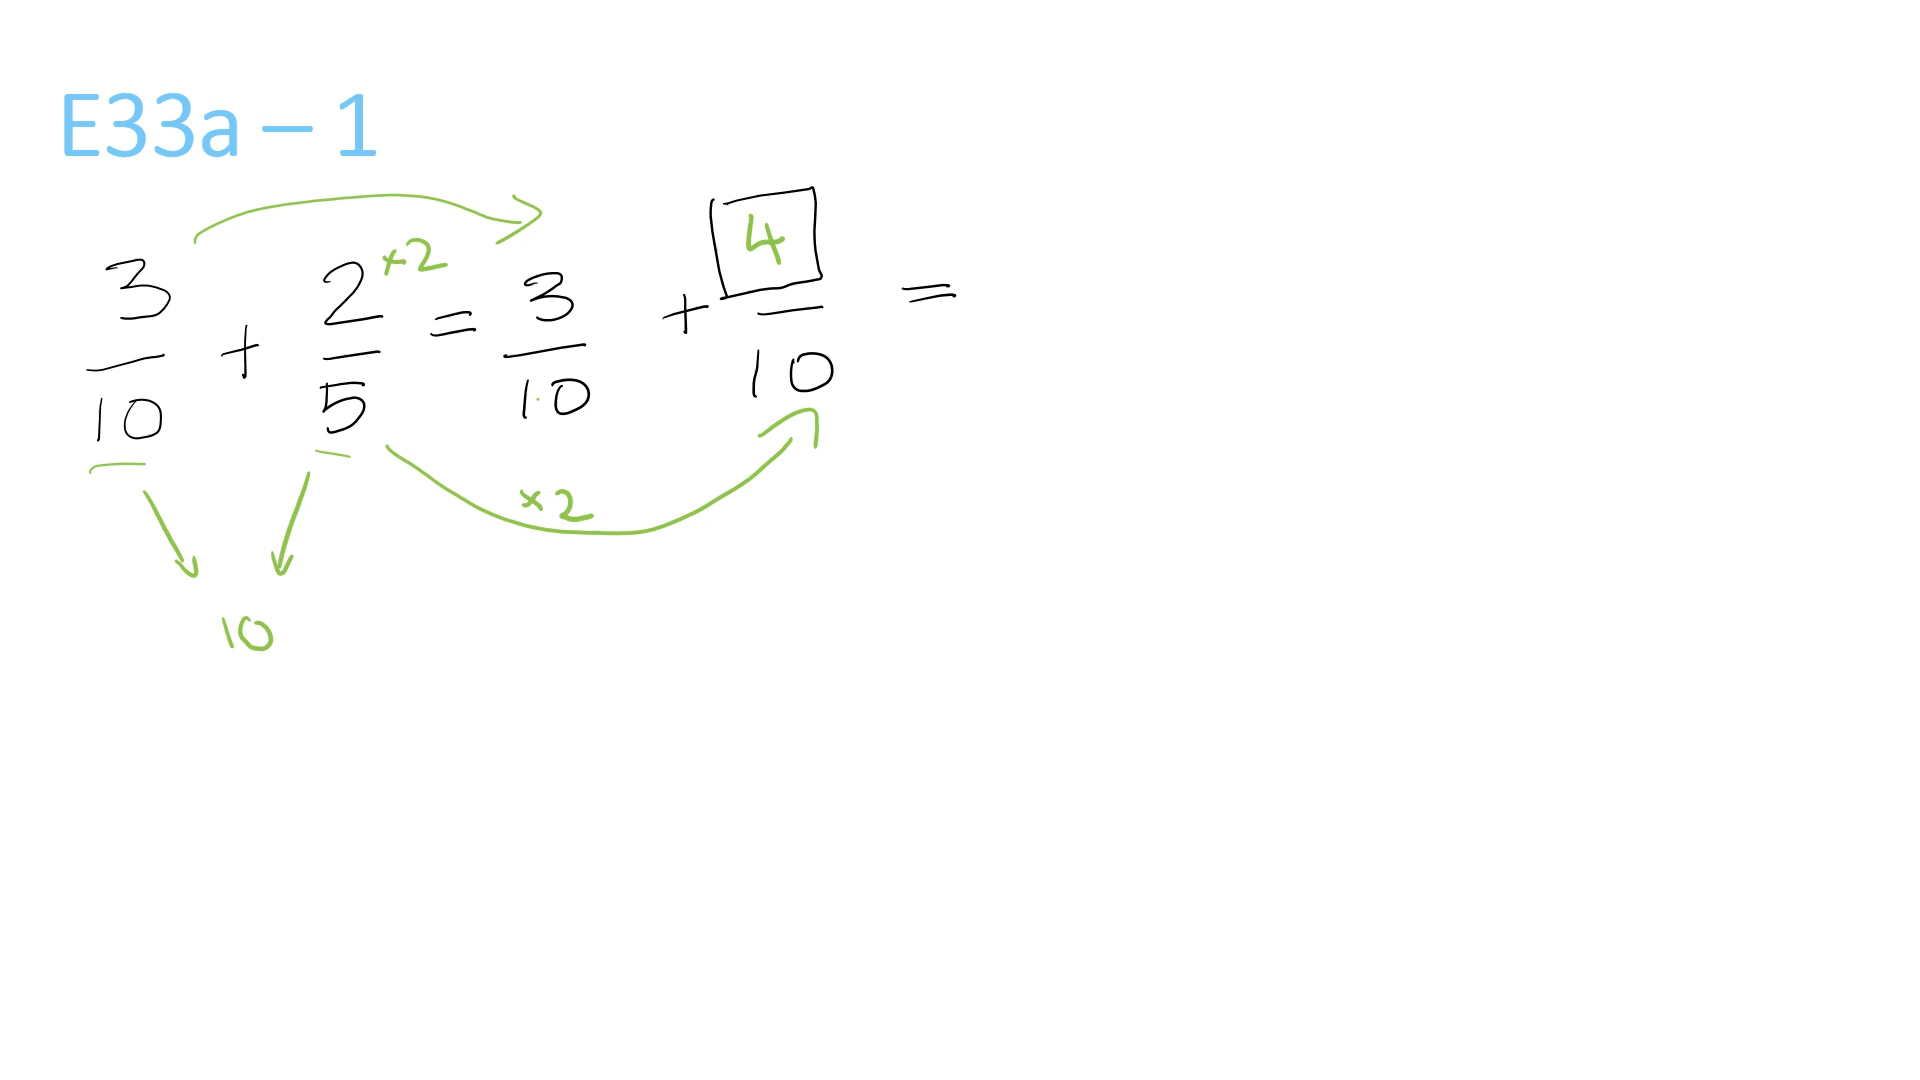 E33a – 1
3/10 + 2/5 ×2 = 3/10 + 4/10 =
×2
10